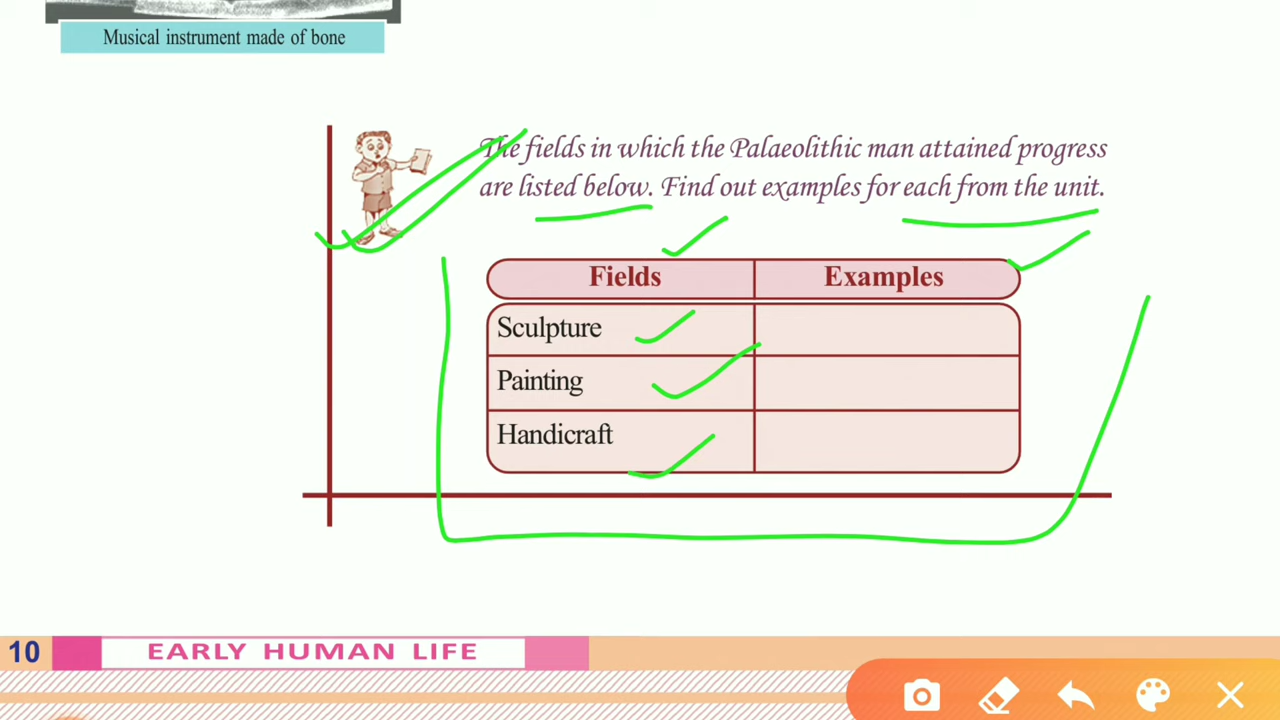 Musical instrument made of bone
The fields in which the Palaeolithic man attained progress
are listed below. Find out examples for each from the unit.
Fields Examples
Sculpture
Painting
Handicraft
10 EARLY HUMAN LIFE